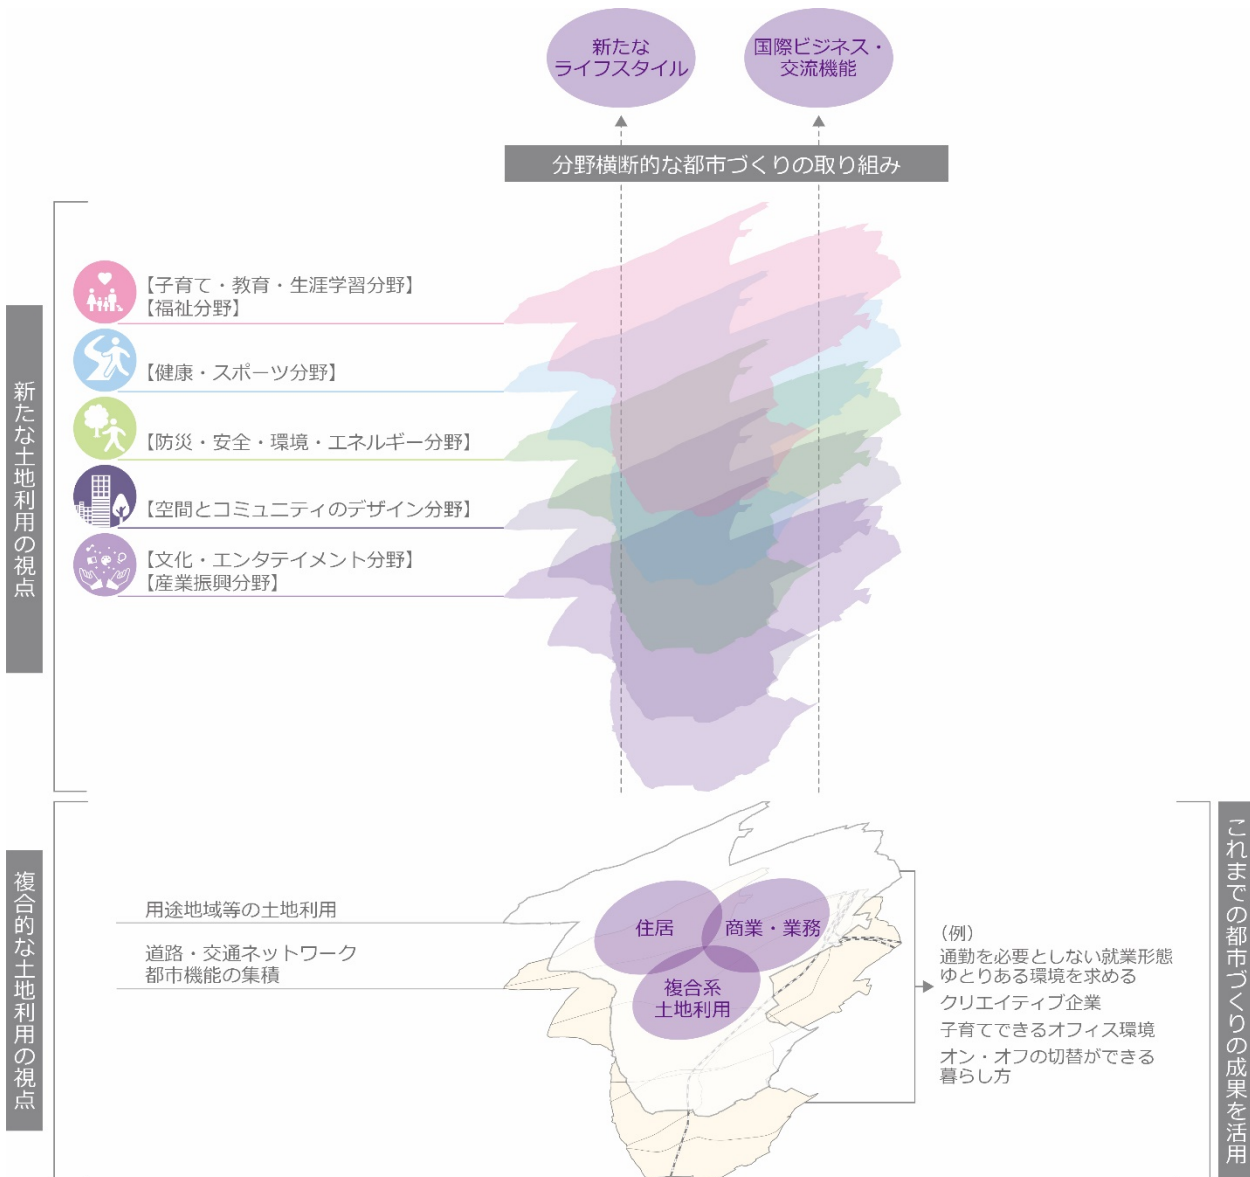 新たな
ライフスタイル
国際ビジネス・
交流機能
分野横断的な都市づくりの取り組み
新たな土地利用の視点
【子育て・教育・生涯学習分野】
【福祉分野】
【健康・スポーツ分野】
【防災・安全・環境・エネルギー分野】
【空間とコミュニティのデザイン分野】
【文化・エンタテイメント分野】
【産業振興分野】
複合的な土地利用の視点
用途地域等の土地利用
道路・交通ネットワーク
都市機能の集積
住居
商業・業務
複合系
土地利用
（例）
通勤を必要としない就業形態
ゆとりある環境を求める
クリエイティブ企業
子育てできるオフィス環境
オン・オフの切替ができる
暮らし方
これまでの都市づくりの成果を活用